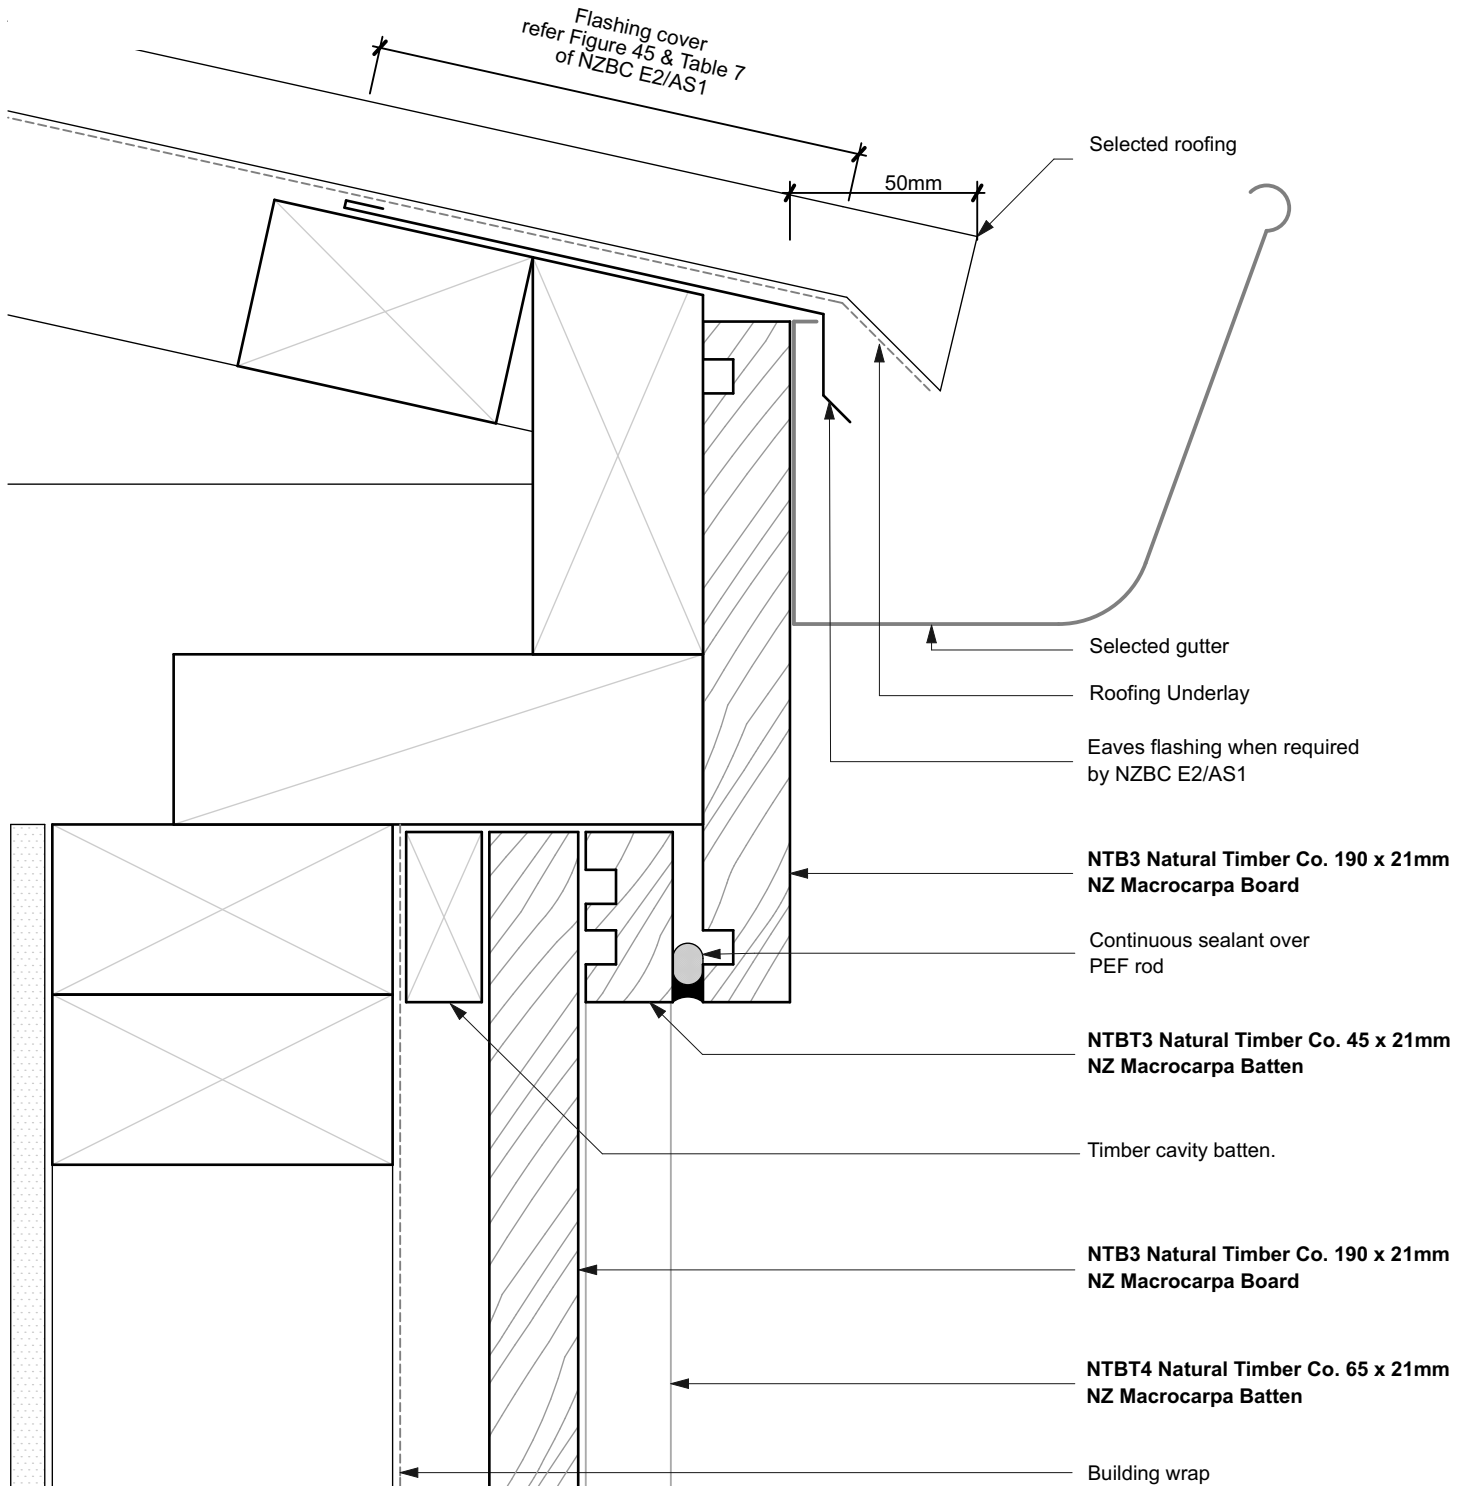 Flashing cover
refer Figure 45 & Table 7
of NZBC E2/AS1
Selected roofing
50mm
Selected gutter
Roofing Underlay
Eaves flashing when required
by NZBC E2/AS1
NTB3 Natural Timber Co. 190 x 21mm
NZ Macrocarpa Board
Continuous sealant over
PEF rod
NTBT3 Natural Timber Co. 45 x 21mm
NZ Macrocarpa Batten
Timber cavity batten.
NTB3 Natural Timber Co. 190 x 21mm
NZ Macrocarpa Board
NTBT4 Natural Timber Co. 65 x 21mm
NZ Macrocarpa Batten
Building wrap